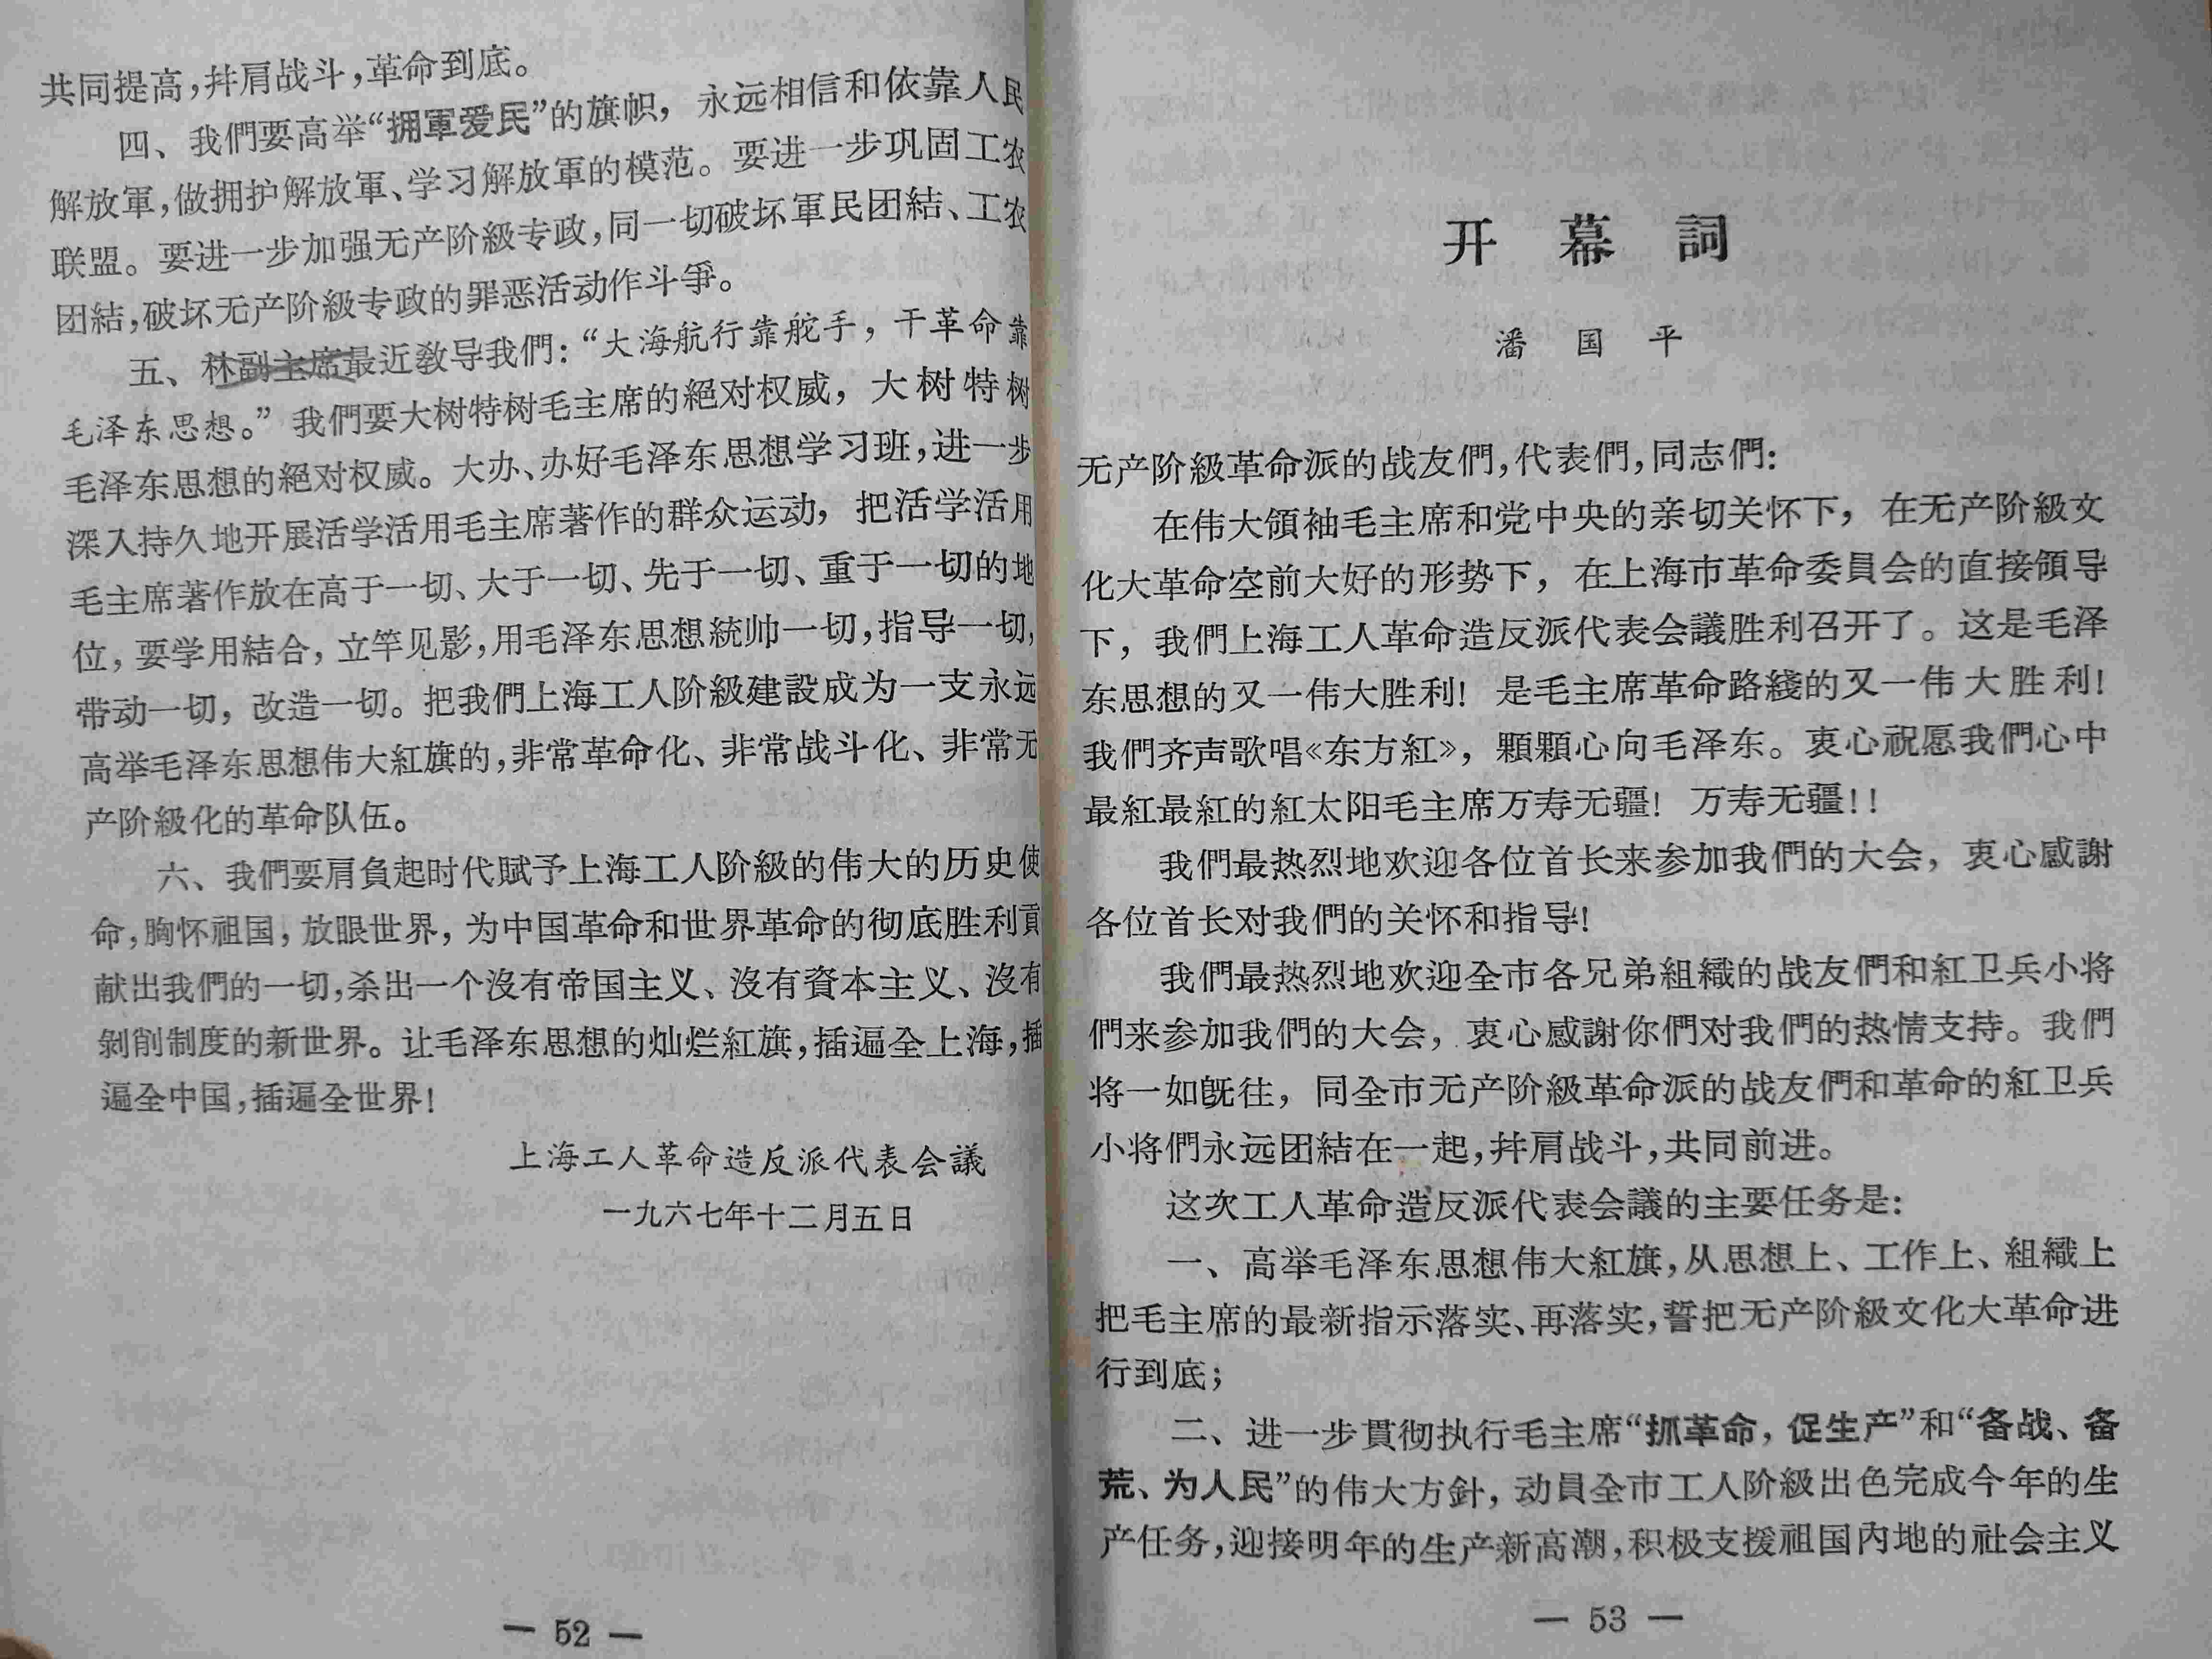 共同提高，幷肩战斗，革命到底。
四、我們要高举“拥軍爱民”的旗帜，永远相信和依靠人民
解放軍，做拥护解放軍、学习解放軍的模范。要进一步巩固工农
联盟。要进一步加强无产阶級专政，同一切破坏軍民团結、工农
团結，破坏无产阶級专政的罪恶活动作斗爭。
五、林副主席最近敎导我們：“大海航行靠舵手，干革命靠
毛泽东思想。”我們要大树特树毛主席的絕对权威，大树特树
毛泽东思想的絕对权威。大办、办好毛泽东思想学习班，进一步
深入持久地开展活学活用毛主席著作的群众运动，把活学活用
毛主席著作放在高于一切、大于一切、先于一切、重于一切的地
位，要学用結合，立竿见影，用毛泽东思想統帅一切，指导一切，
带动一切，改造一切。把我們上海工人阶級建設成为一支永远
高举毛泽东思想伟大紅旗的，非常革命化、非常战斗化、非常无
产阶級化的革命队伍。
六、我們要肩負起时代賦予上海工人阶級的伟大的历史使
命，胸怀祖国，放眼世界，为中国革命和世界革命的彻底胜利貢
献出我們的一切，杀出一个沒有帝国主义、沒有資本主义、沒有
剝削制度的新世界。让毛泽东思想的灿烂紅旗，插遍全上海，插
遍全中国，插遍全世界！
上海工人革命造反派代表会議
一九六七年十二月五日
— 52 —
开幕詞
潘国平
无产阶級革命派的战友們，代表們，同志們：
在伟大領袖毛主席和党中央的亲切关怀下，在无产阶級文
化大革命空前大好的形势下，在上海市革命委員会的直接領导
下，我們上海工人革命造反派代表会議胜利召开了。这是毛泽
东思想的又一伟大胜利！是毛主席革命路綫的又一伟大胜利！
我們齐声歌唱《东方紅》，顆顆心向毛泽东。衷心祝愿我們心中
最紅最紅的紅太阳毛主席万寿无疆！万寿无疆！！
我們最热烈地欢迎各位首长来参加我們的大会，衷心感謝
各位首长对我們的关怀和指导！
我們最热烈地欢迎全市各兄弟組織的战友們和紅卫兵小将
們来参加我們的大会，衷心感謝你們对我們的热情支持。我們
将一如旣往，同全市无产阶級革命派的战友們和革命的紅卫兵
小将們永远团結在一起，幷肩战斗，共同前进。
这次工人革命造反派代表会議的主要任务是：
一、高举毛泽东思想伟大紅旗，从思想上、工作上、組織上
把毛主席的最新指示落实、再落实，誓把无产阶級文化大革命进
行到底；
二、进一步貫彻执行毛主席“抓革命，促生产”和“备战、备
荒、为人民”的伟大方針，动員全市工人阶級出色完成今年的生
产任务，迎接明年的生产新高潮，积极支援祖国內地的社会主义
— 53 —